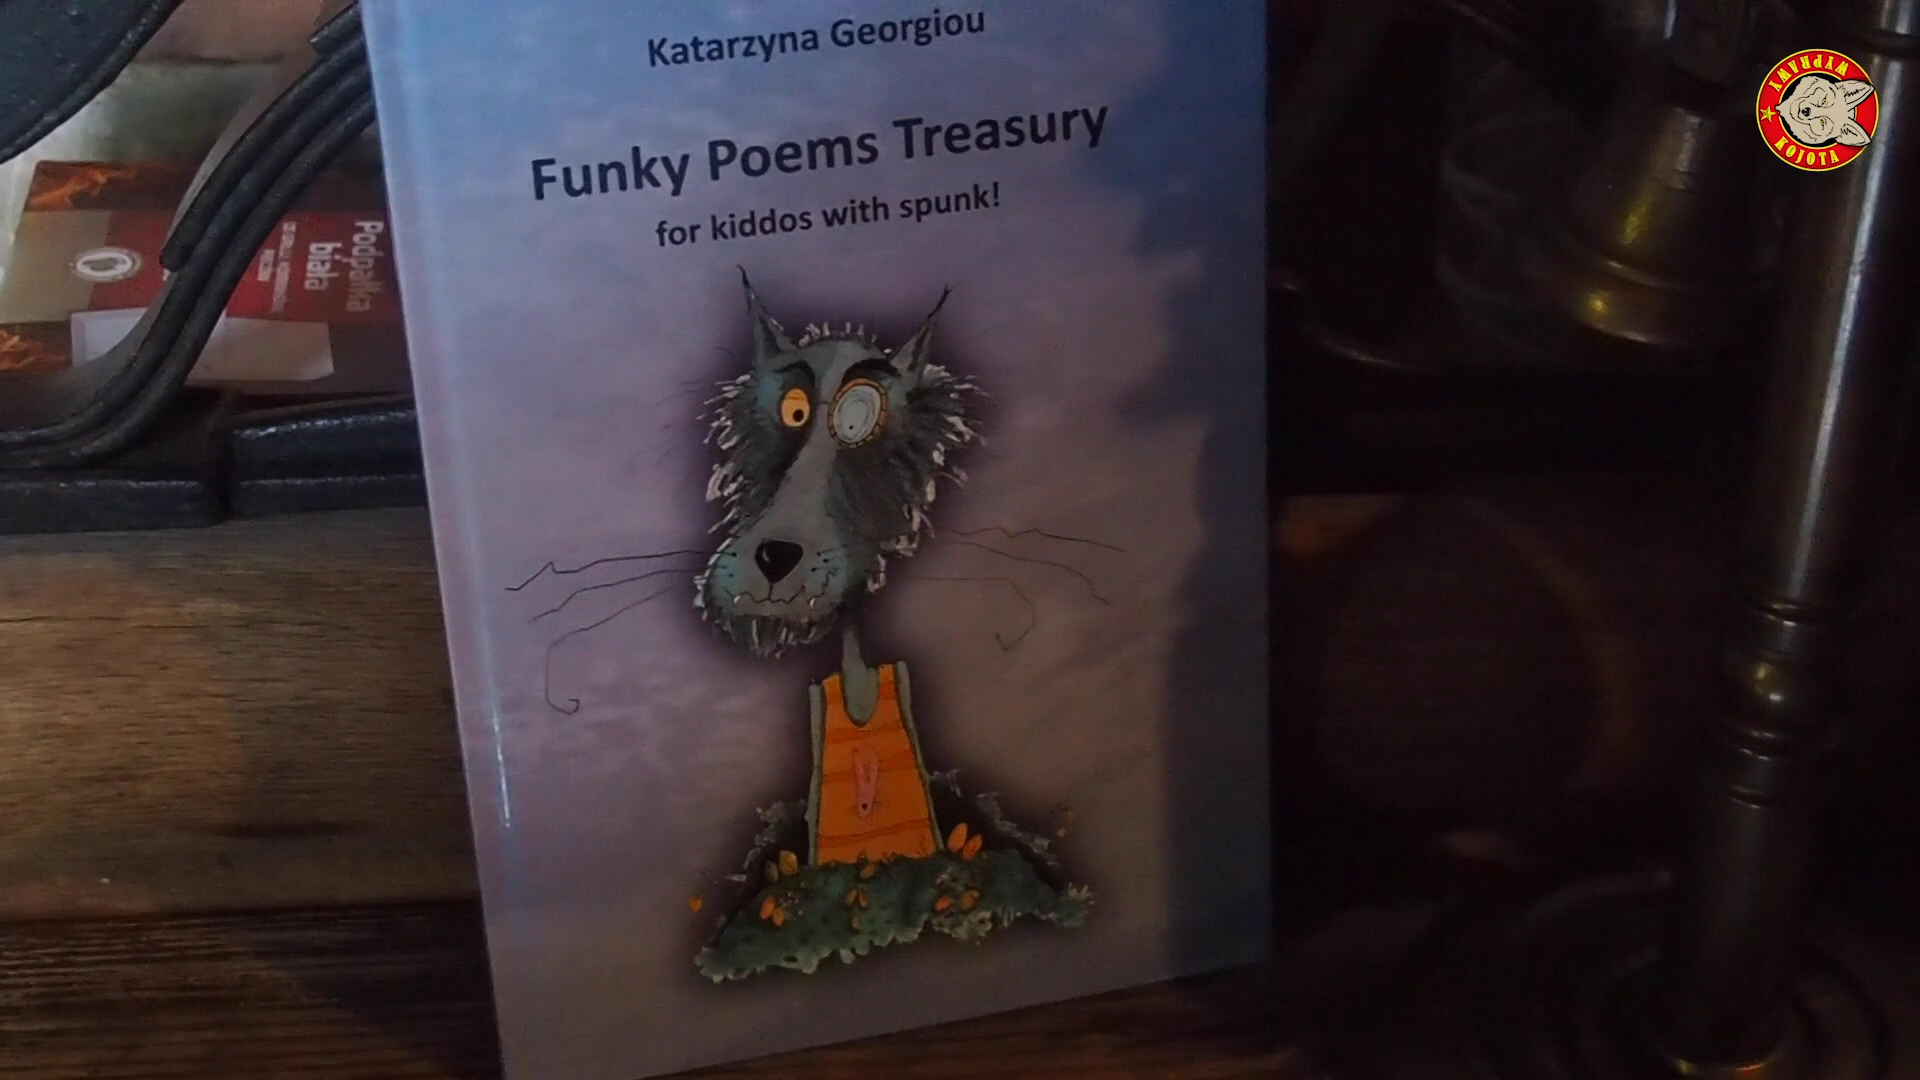 Katarzyna Georgiou
Funky Poems Treasury
for kiddos with spunk!
Podpałka
biała
WYPRAWY
KOJOTA